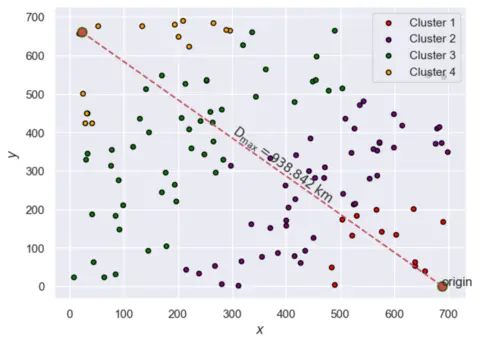 700
600
500
400
300
200
100
0
y
Cluster 1
Cluster 2
Cluster 3
Cluster 4
Dmax = 938.842 km
origin
0 100 200 300 400 500 600 700
x